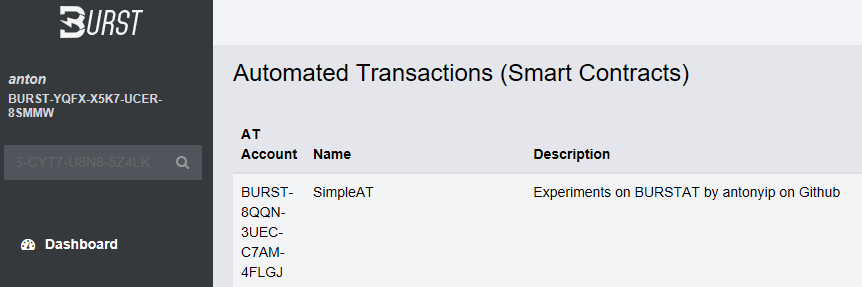 BURST
anton
BURST-YQFX-X5K7-UCER-
8SMMW
5-CYT7-U8N8-5Z4LK
Dashboard
Automated Transactions (Smart Contracts)
AT
Account Name Description
BURST- SimpleAT Experiments on BURSTAT by antonyip on Github
8QQN-
3UEC-
C7AM-
4FLGJ